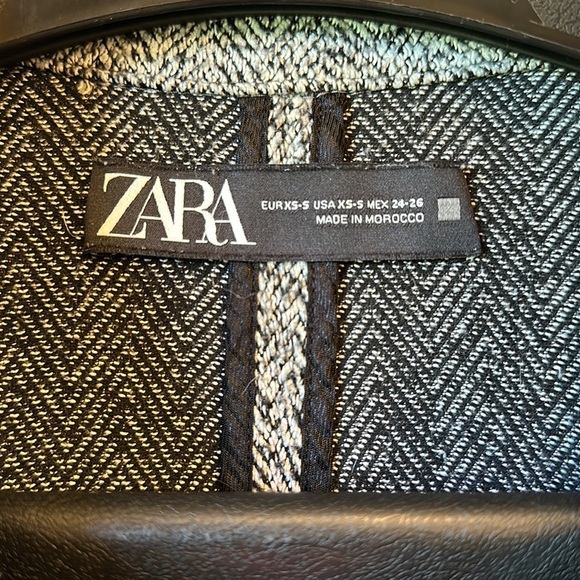 ZARA
EUR XS-S USA XS-S MEX 24-26
MADE IN MOROCCO